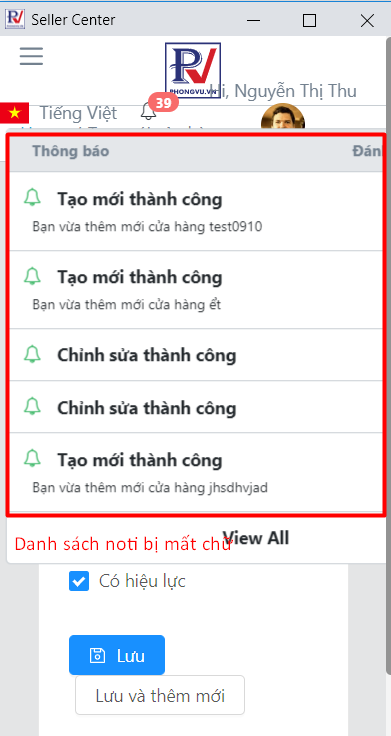 Seller Center
PHONGVU.VN
Hi, Nguyễn Thị Thu
Tiếng Việt
39
Thông báo
Đán
Tạo mới thành công
Bạn vừa thêm mới cửa hàng test0910
Tạo mới thành công
Bạn vừa thêm mới cửa hàng ểt
Chỉnh sửa thành công
Chỉnh sửa thành công
Tạo mới thành công
Bạn vừa thêm mới cửa hàng jhsdhvjad
View All
Danh sách noti bị mất chữ
Có hiệu lực
Lưu
Lưu và thêm mới